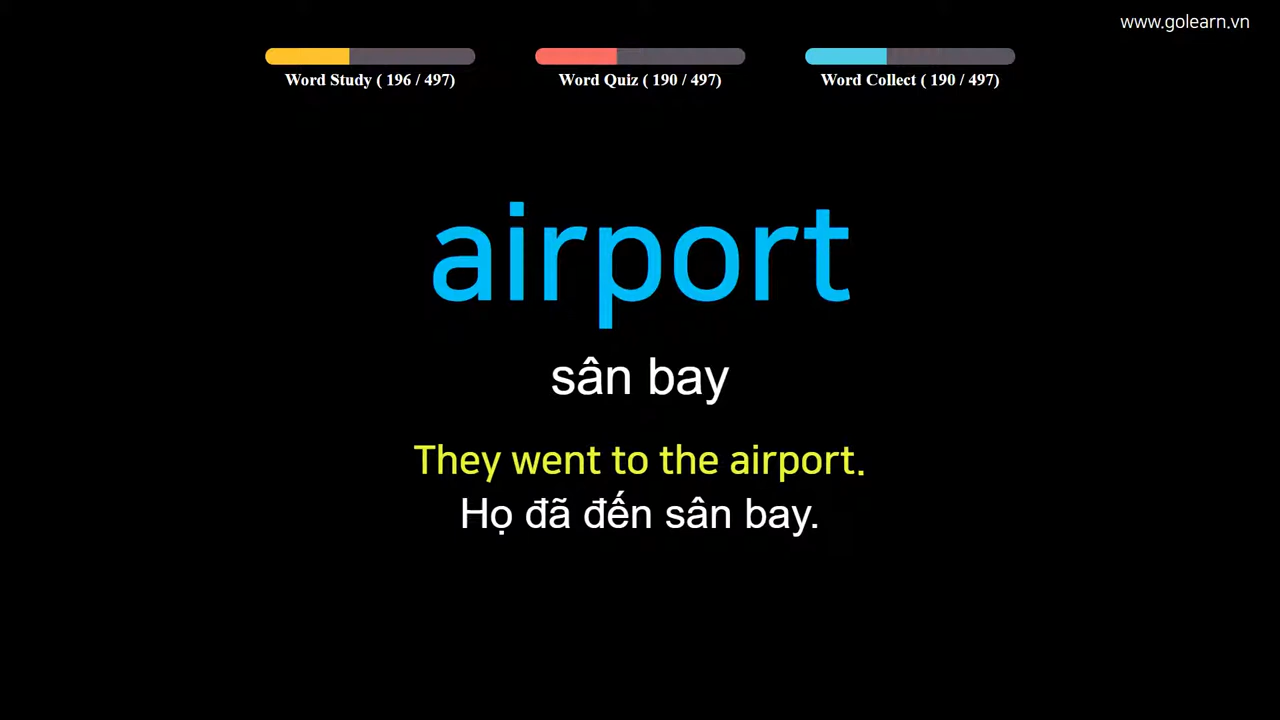 www.golearn.vn
Word Study ( 196 / 497)
Word Quiz ( 190 / 497)
Word Collect ( 190 / 497)
airport
sân bay
They went to the airport.
Họ đã đến sân bay.